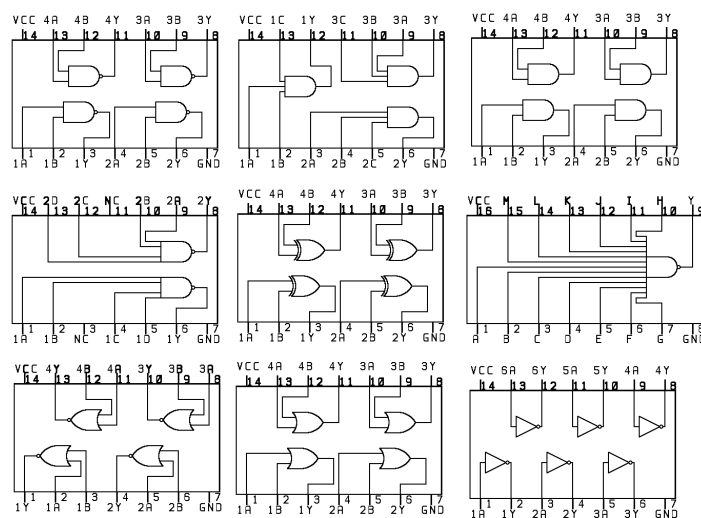 VCC 4A 4B 4Y 3A 3B 3Y
14 13 12 11 10 9 8
1 2 3 4 5 6 7
1A 1B 1Y 2A 2B 2Y GND
VCC 1C 1Y 3C 3B 3A 3Y
14 13 12 11 10 9 8
1 2 3 4 5 6 7
1A 1B 2A 2B 2C 2Y GND
VCC 4A 4B 4Y 3A 3B 3Y
14 13 12 11 10 9 8
1 2 3 4 5 6 7
1A 1B 1Y 2A 2B 2Y GND
VCC 2D 2C NC 2B 2A 2Y
14 13 12 11 10 9 8
1 2 3 4 5 6 7
1A 1B NC 1C 1D 1Y GND
VCC 4A 4B 4Y 3A 3B 3Y
14 13 12 11 10 9 8
1 2 3 4 5 6 7
1A 1B 1Y 2A 2B 2Y GND
VCC M L K J I H Y
16 15 14 13 12 11 10 9
1 2 3 4 5 6 7 8
A B C D E F G GND
VCC 4Y 4B 4A 3Y 3B 3A
14 13 12 11 10 9 8
1 2 3 4 5 6 7
1Y 1A 1B 2Y 2A 2B GND
VCC 4A 4B 4Y 3A 3B 3Y
14 13 12 11 10 9 8
1 2 3 4 5 6 7
1A 1B 1Y 2A 2B 2Y GND
VCC 6A 6Y 5A 5Y 4A 4Y
14 13 12 11 10 9 8
1 2 3 4 5 6 7
1A 1Y 2A 2Y 3A 3Y GND